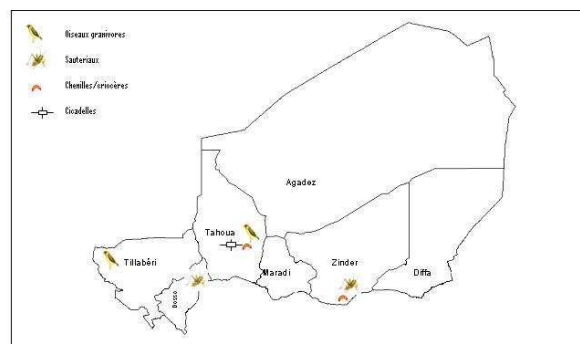 Oiseaux granivores
Sauteriaux
Chenilles/criocères
Cicadelles
Agadez
Tahoua
Tillabéri
Maradi
Zinder
Diffa
Dosso